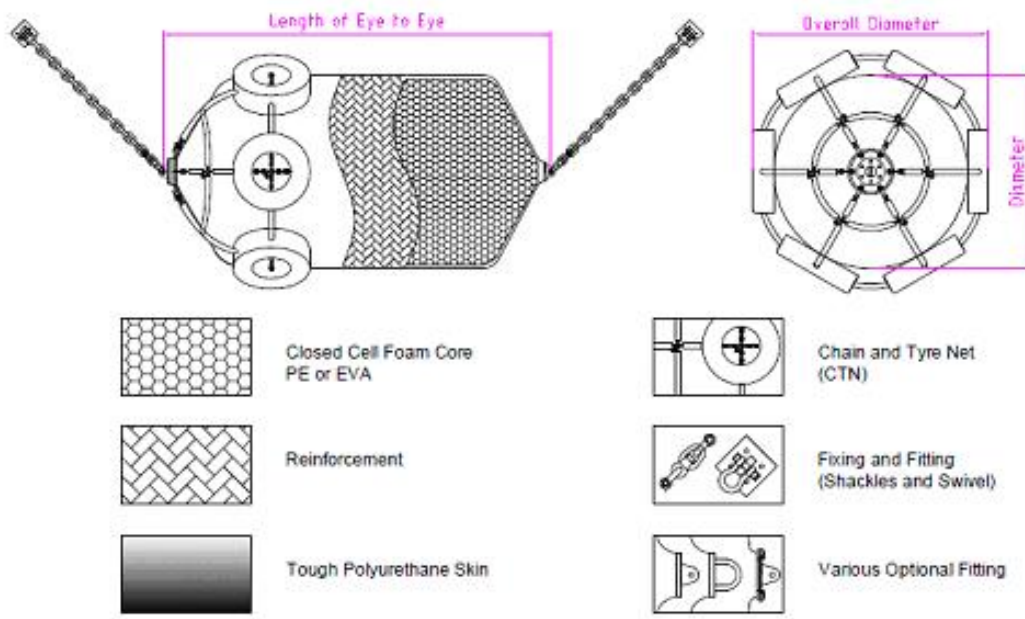 Length of Eye to Eye
Overall Diameter
Diameter
Closed Cell Foam Core
PE or EVA
Chain and Tyre Net
(CTN)
Reinforcement
Fixing and Fitting
(Shackles and Swivel)
Tough Polyurethane Skin
Various Optional Fitting